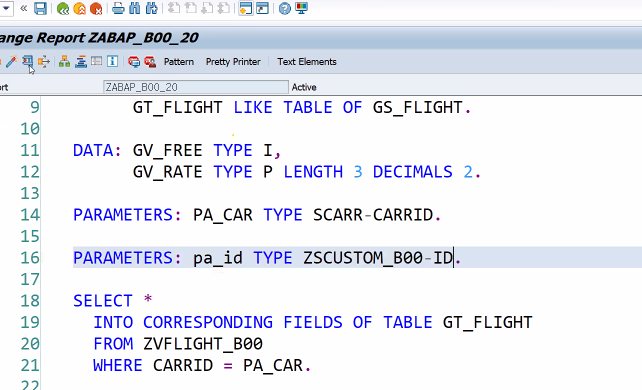 ange Report ZABAP_B00_20
Pattern Pretty Printer Text Elements
ort ZABAP_B00_20 Active
9 GT_FLIGHT LIKE TABLE OF GS_FLIGHT.
10
11 DATA: GV_FREE TYPE I,
12 GV_RATE TYPE P LENGTH 3 DECIMALS 2.
13
14 PARAMETERS: PA_CAR TYPE SCARR-CARRID.
15
16 PARAMETERS: pa_id TYPE ZSCUSTOM_B00-ID.
17
18 SELECT *
19 INTO CORRESPONDING FIELDS OF TABLE GT_FLIGHT
20 FROM ZVFLIGHT_B00
21 WHERE CARRID = PA_CAR.
22